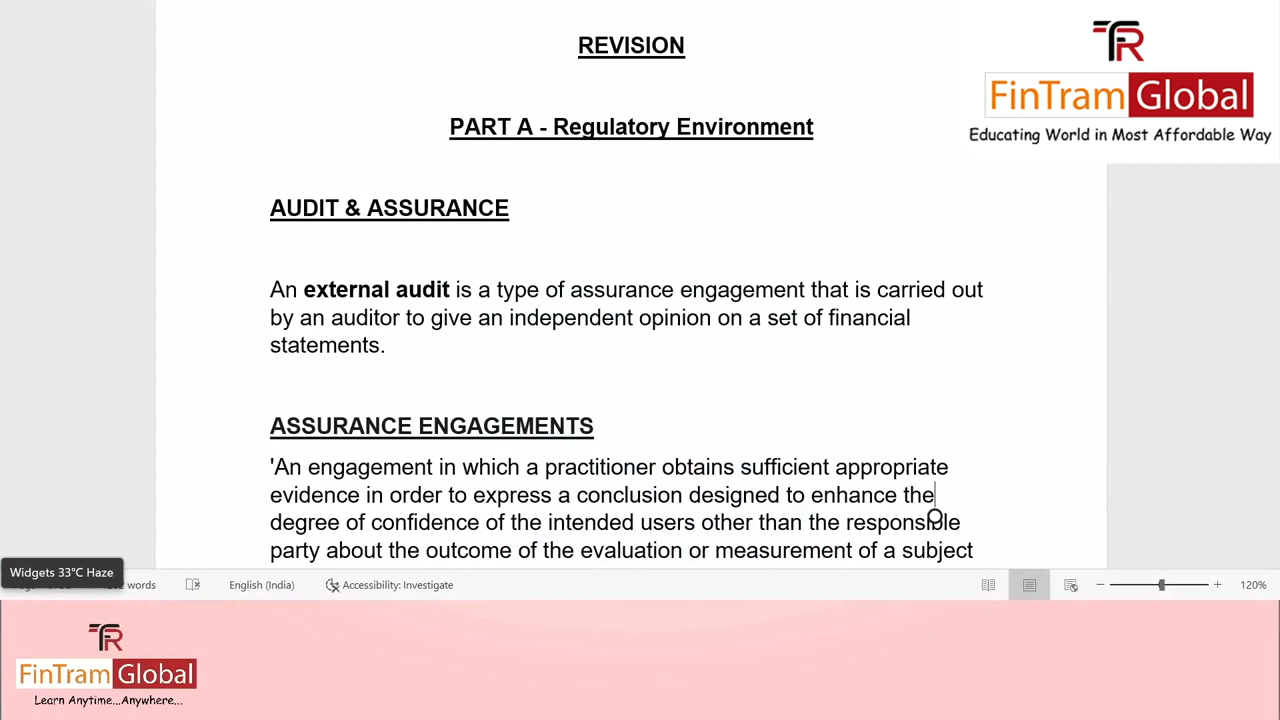 REVISION
FinTram Global
Educating World in Most Affordable Way
PART A - Regulatory Environment
AUDIT & ASSURANCE
An external audit is a type of assurance engagement that is carried out
by an auditor to give an independent opinion on a set of financial
statements.
ASSURANCE ENGAGEMENTS
'An engagement in which a practitioner obtains sufficient appropriate
evidence in order to express a conclusion designed to enhance the
degree of confidence of the intended users other than the responsible
party about the outcome of the evaluation or measurement of a subject
Widgets 33°C Haze
words
English (India)
Accessibility: Investigate
120%
FinTram Global
Learn Anytime...Anywhere...